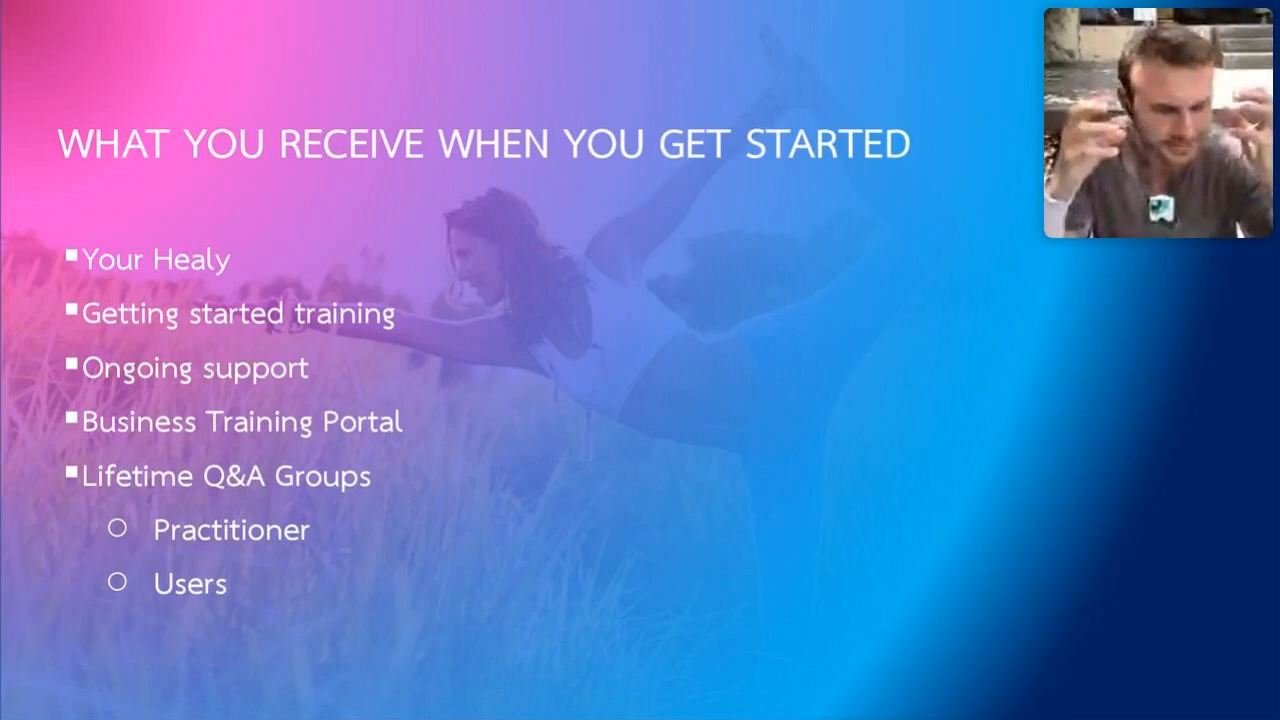 WHAT YOU RECEIVE WHEN YOU GET STARTED
Your Healy
Getting started training
Ongoing support
Business Training Portal
Lifetime Q&A Groups
Practitioner
Users